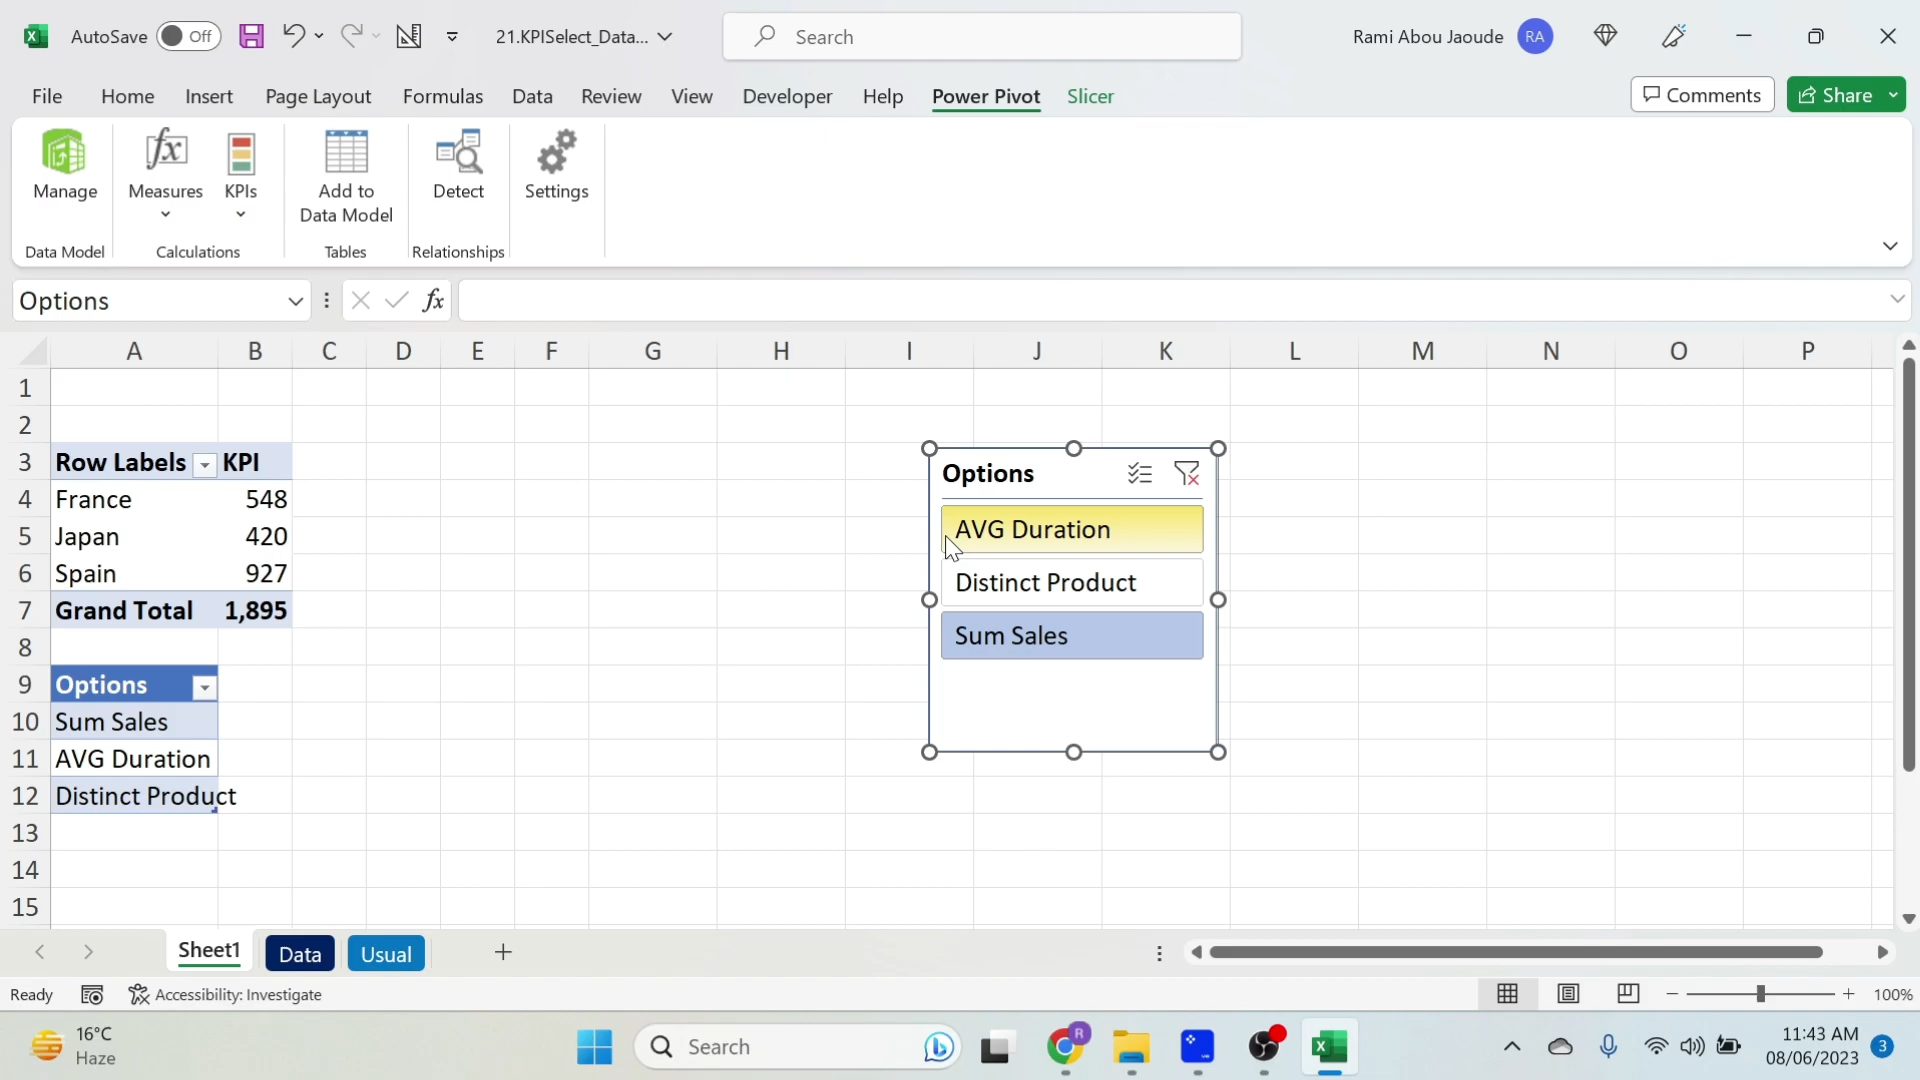 AutoSave Off 21.KPISelect_Data... Search Rami Abou Jaoude RA
File Home Insert Page Layout Formulas Data Review View Developer Help Power Pivot Slicer Comments Share
Manage Measures KPIs Add to Data Model Detect Settings
Data Model Calculations Tables Relationships
Options fx
A B C D E F G H I J K L M N O P
1
2
3 Row Labels KPI
4 France 548
5 Japan 420
6 Spain 927
7 Grand Total 1,895
8
9 Options
10 Sum Sales
11 AVG Duration
12 Distinct Product
13
14
15
Options
AVG Duration
Distinct Product
Sum Sales
Sheet1 Data Usual
Ready Accessibility: Investigate 100%
16°C
Haze
Search
R
11:43 AM
08/06/2023
3